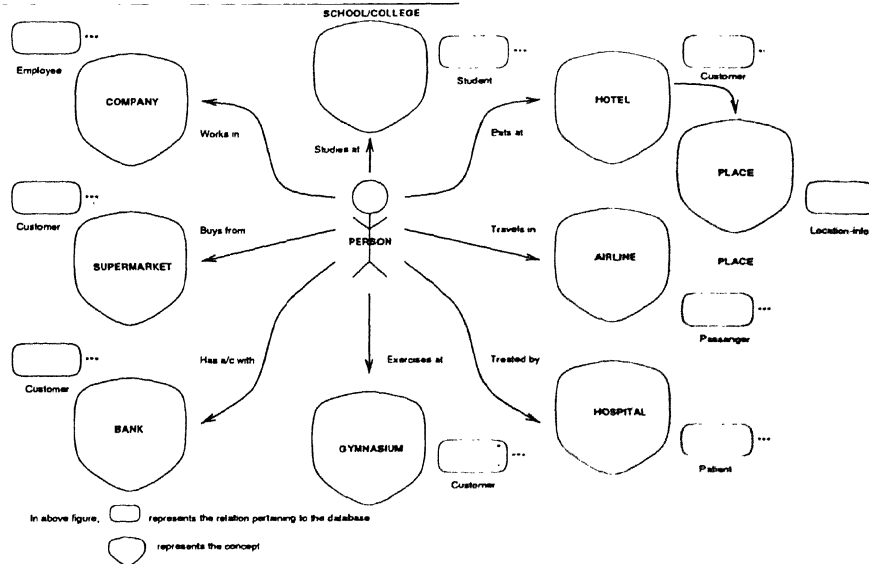 SCHOOL/COLLEGE
Employee
COMPANY
Student
Customer
HOTEL
Works in
Studies at
Eats at
PLACE
Customer
Buys from
PERSON
Travels in
Location-info
SUPERMARKET
AIRLINE
PLACE
Passenger
Customer
Has a/c with
Exercises at
Treated by
BANK
GYMNASIUM
HOSPITAL
Customer
Patient
In above figure, represents the relation pertaining to the database
represents the concept